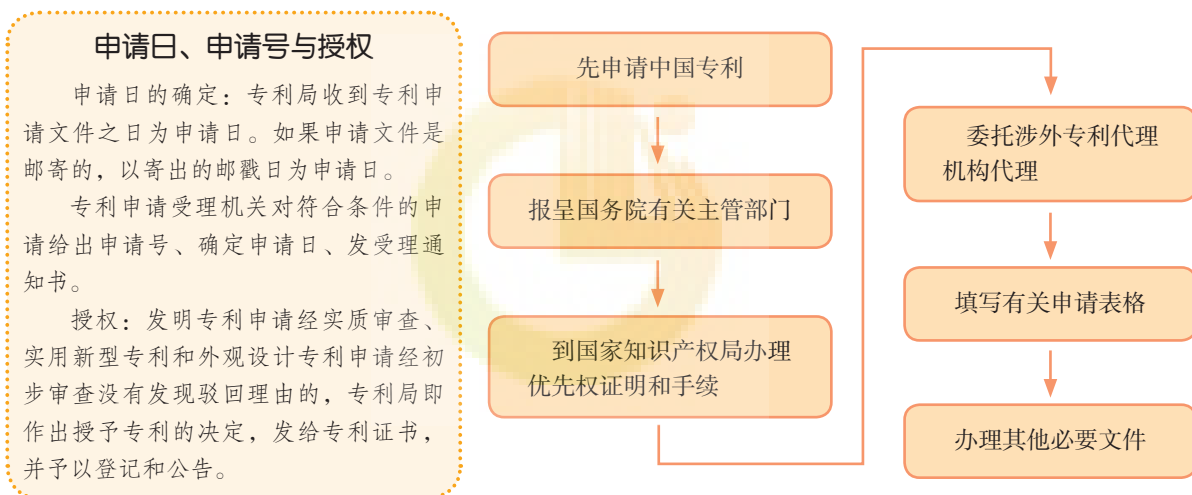 申请日、申请号与授权
申请日的确定：专利局收到专利申
请文件之日为申请日。如果申请文件是
邮寄的，以寄出的邮戳日为申请日。
专利申请受理机关对符合条件的申
请给出申请号、确定申请日、发受理通
知书。
授权：发明专利申请经实质审查、
实用新型专利和外观设计专利申请经初
步审查没有发现驳回理由的，专利局即
作出授予专利的决定，发给专利证书，
并予以登记和公告。
先申请中国专利
报呈国务院有关主管部门
到国家知识产权局办理
优先权证明和手续
委托涉外专利代理
机构代理
填写有关申请表格
办理其他必要文件